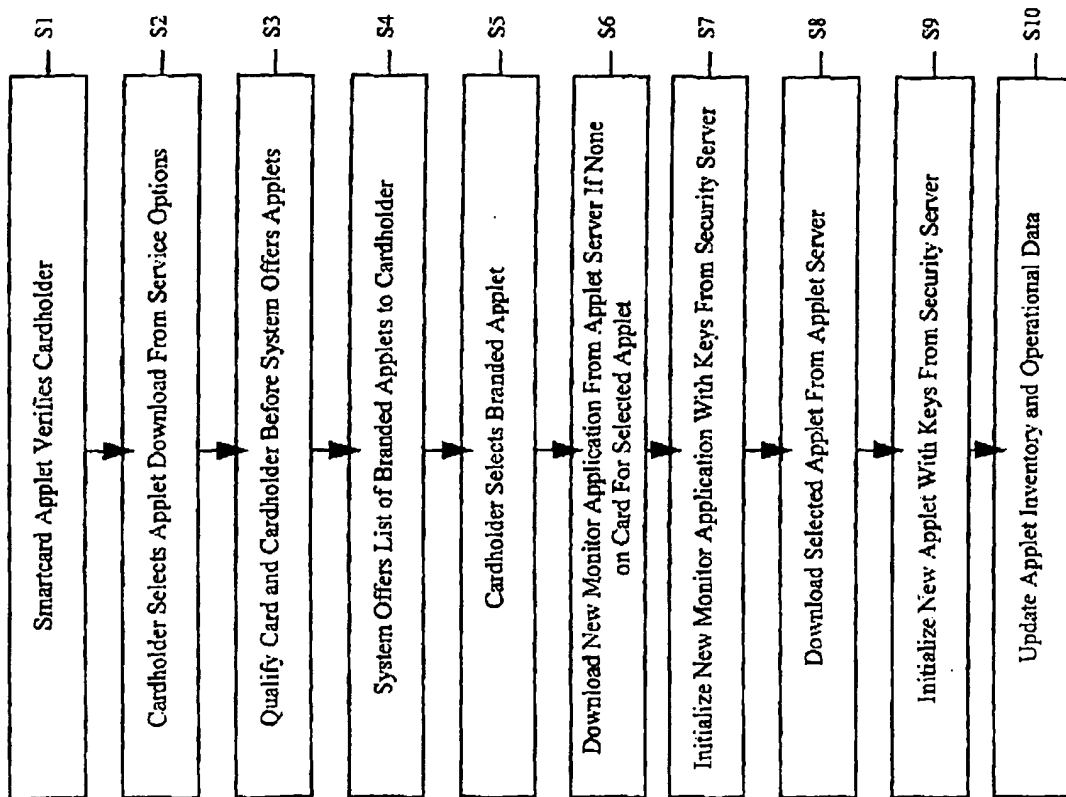 Smartcard Applet Verifies Cardholder
S1
Cardholder Selects Applet Download From Service Options
S2
Qualify Card and Cardholder Before System Offers Applets
S3
System Offers List of Branded Applets to Cardholder
S4
Cardholder Selects Branded Applet
S5
Download New Monitor Application From Applet Server If None
on Card For Selected Applet
S6
Initialize New Monitor Application With Keys From Security Server
S7
Download Selected Applet From Applet Server
S8
Initialize New Applet With Keys From Security Server
S9
Update Applet Inventory and Operational Data
S10